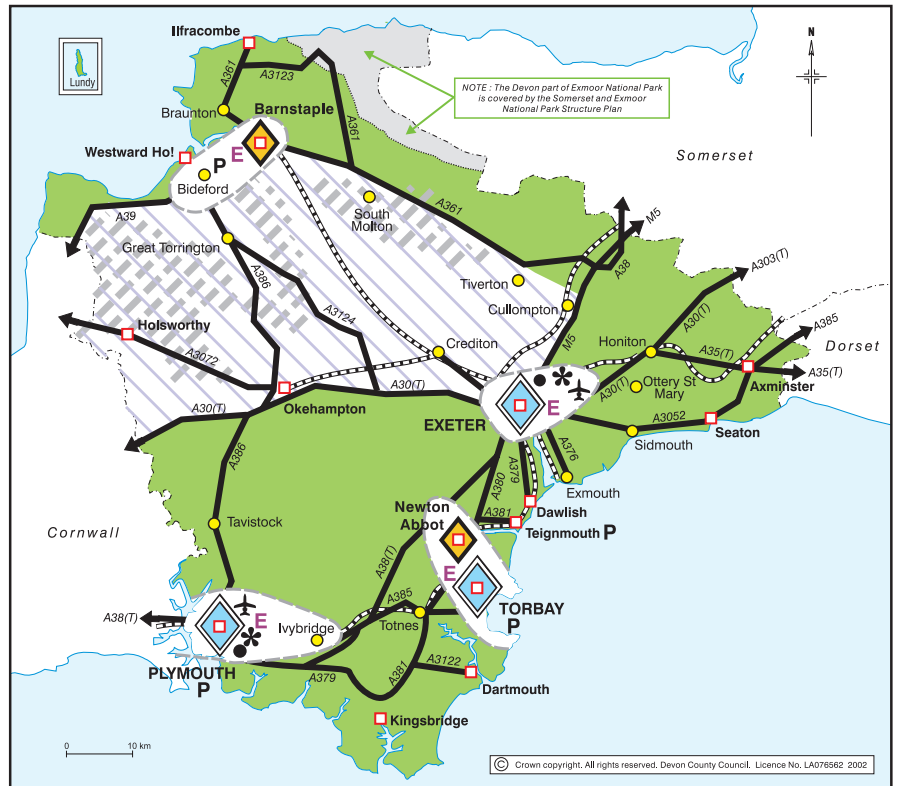 Ilfracombe
N
Lundy
A361
A3123
NOTE : The Devon part of Exmoor National Park
is covered by the Somerset and Exmoor
National Park Structure Plan
Braunton
Barnstaple
A361
Westward Ho!
E
P
Bideford
Somerset
A39
South
Molton
A361
M5
Great Torrington
A38
A303(T)
A386
Tiverton
Cullompton
A3124
A30(T)
A385
Holsworthy
M5
Honiton
Dorset
A3072
Crediton
A35(T)
A35(T)
A30(T)
A30(T)
Ottery St
Mary
Axminster
Okehampton
E
A30(T)
EXETER
A3052
Seaton
Sidmouth
A386
A376
A380
A379
Exmouth
Newton
Abbot
Dawlish
A381
Teignmouth P
Cornwall
Tavistock
A38(T)
E
A385
TORBAY
P
A38(T)
E
Ivybridge
Totnes
PLYMOUTH
P
A379
A381
A3122
Dartmouth
Kingsbridge
0 10 km
© Crown copyright. All rights reserved. Devon County Council. Licence No. LA076562 2002